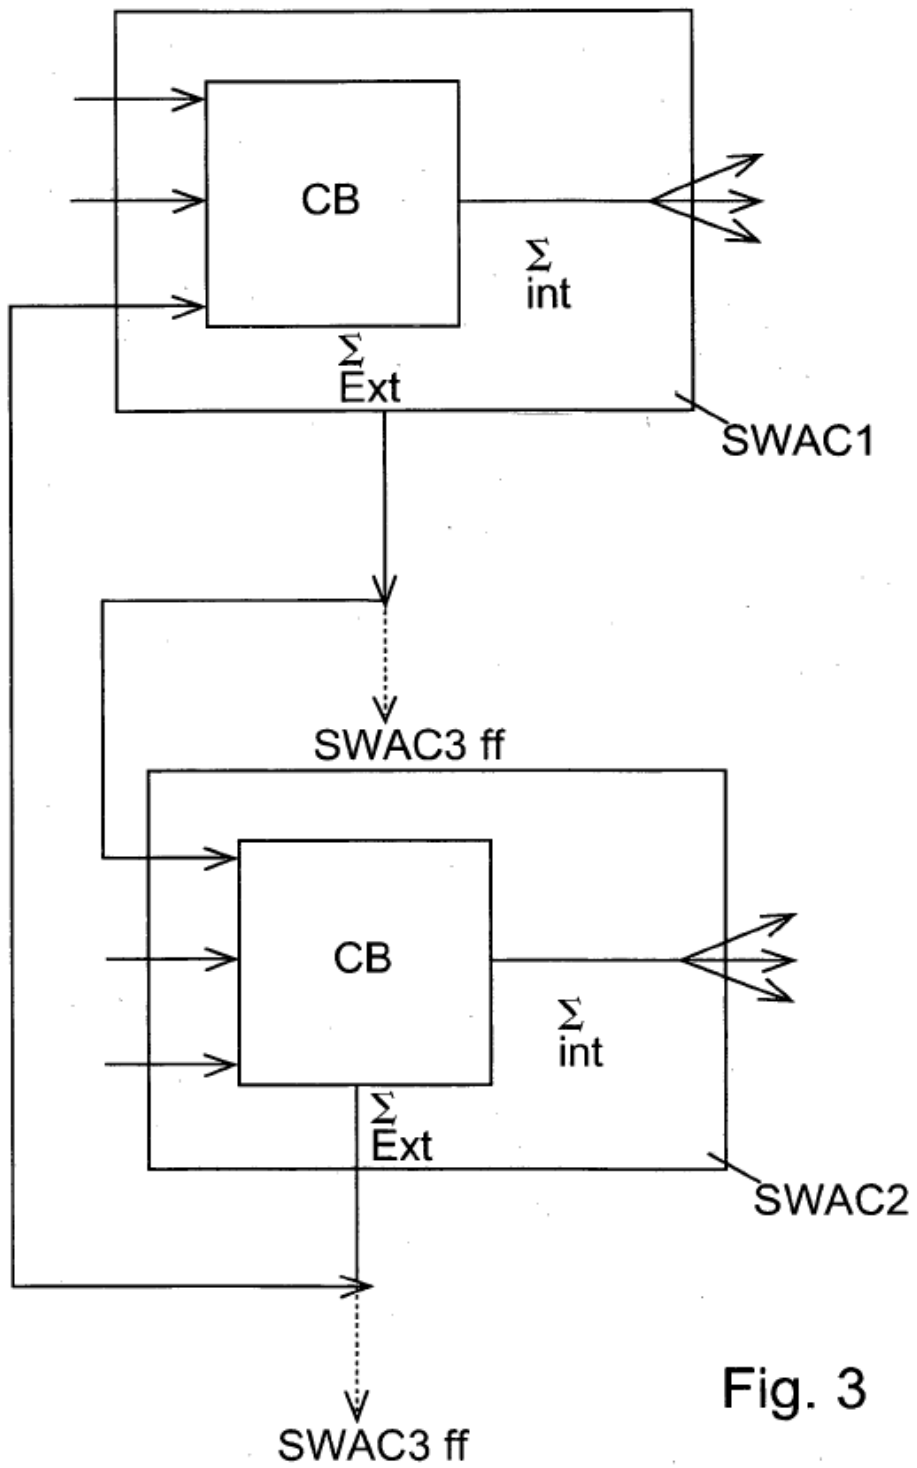 CB
Σ
int
Σ
Ext
SWAC1
SWAC3 ff
CB
Σ
int
Σ
Ext
SWAC2
Fig. 3
SWAC3 ff